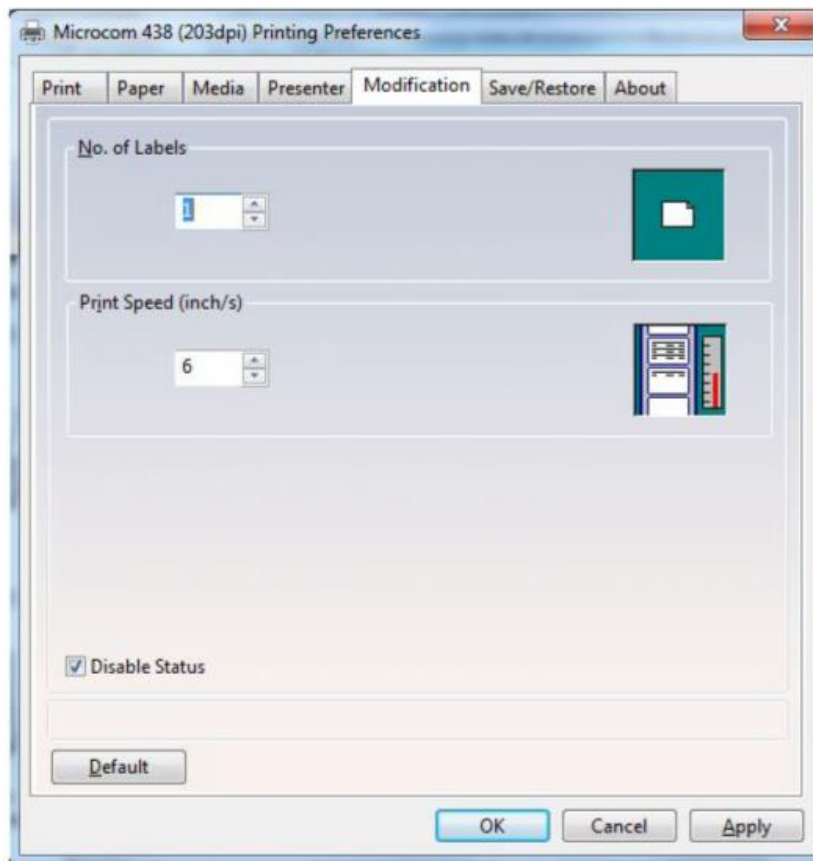 Microcom 438 (203dpi) Printing Preferences
Print Paper Media Presenter Modification Save/Restore About
No. of Labels
1
Print Speed (inch/s)
6
Disable Status
Default
OK Cancel Apply